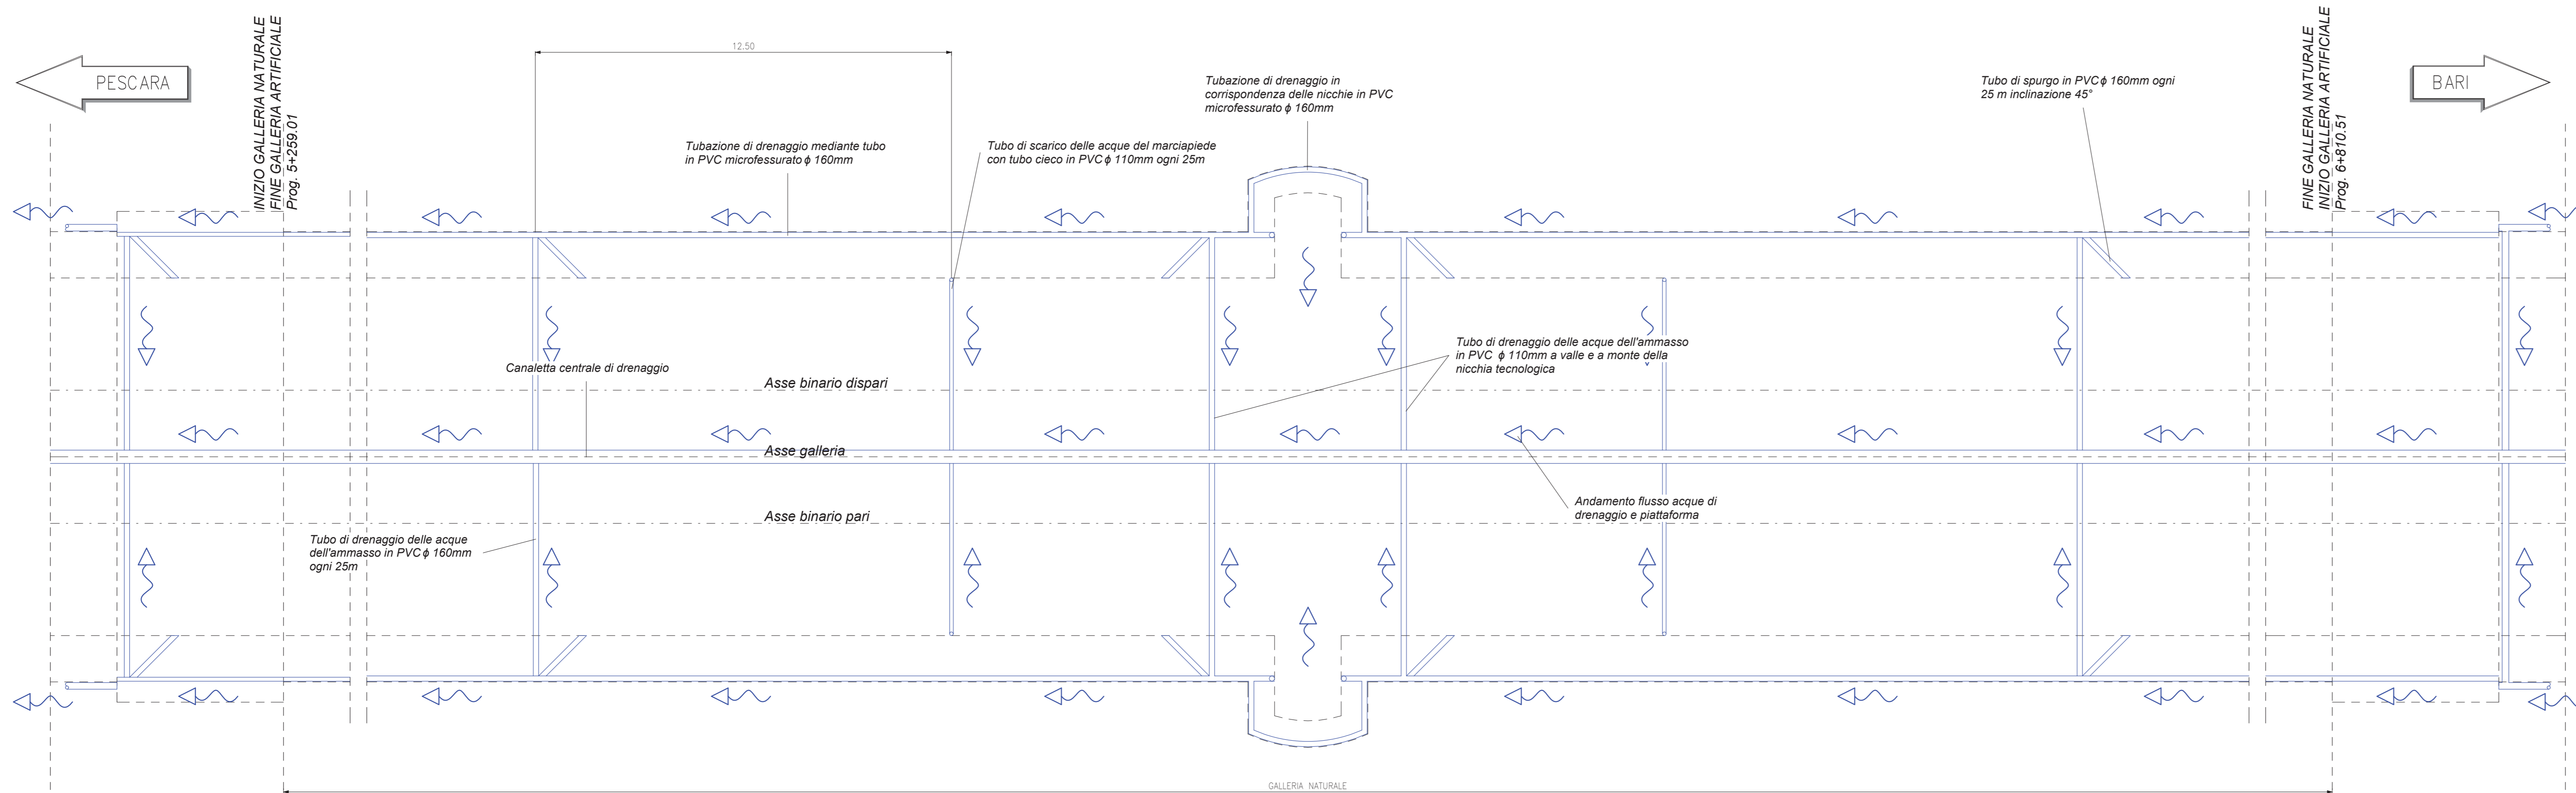 PESCARA
INIZIO GALLERIA NATURALE
FINE GALLERIA ARTIFICIALE
Prog. 5+259.01
12.50
Tubazione di drenaggio mediante tubo
in PVC microfessurato ϕ 160mm
Tubo di scarico delle acque del marciapiede
con tubo cieco in PVC ϕ 110mm ogni 25m
Tubazione di drenaggio in
corrispondenza delle nicchie in PVC
microfessurato ϕ 160mm
Tubo di spurgo in PVC ϕ 160mm ogni
25 m inclinazione 45°
FINE GALLERIA NATURALE
INIZIO GALLERIA ARTIFICIALE
Prog. 6+810.51
BARI
Canaletta centrale di drenaggio
Asse binario dispari
Tubo di drenaggio delle acque dell'ammasso
in PVC ϕ 110mm a valle e a monte della
nicchia tecnologica
Asse galleria
Asse binario pari
Andamento flusso acque di
drenaggio e piattaforma
Tubo di drenaggio delle acque
dell'ammasso in PVC ϕ 160mm
ogni 25m
GALLERIA NATURALE